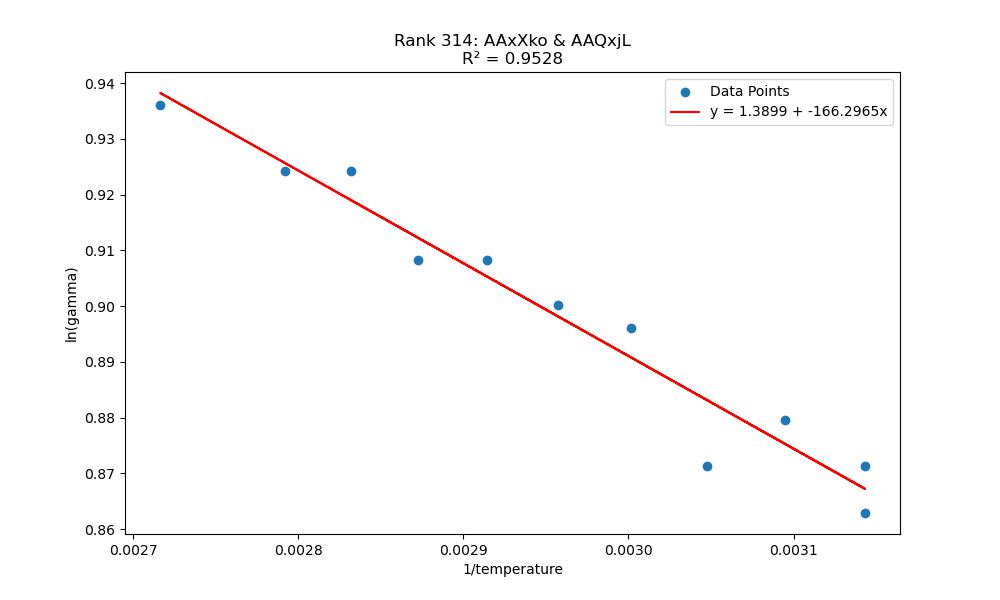 Rank 314: AAxXko & AAQxjL
R² = 0.9528
Data Points
y = 1.3899 + -166.2965x
0.94
0.93
0.92
0.91
0.90
0.89
0.88
0.87
0.86
ln(gamma)
0.0027 0.0028 0.0029 0.0030 0.0031
1/temperature